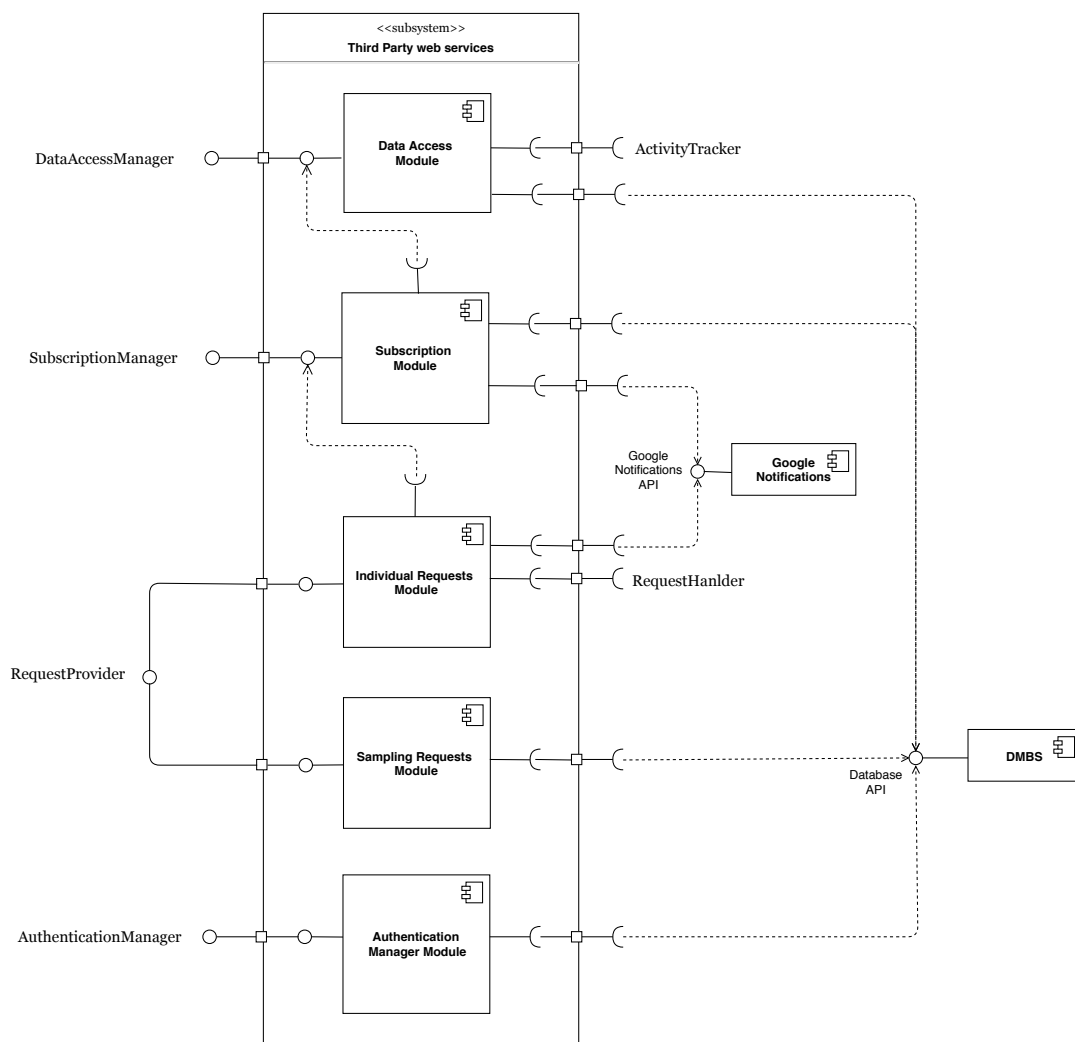 <<subsystem>>
Third Party web services
Data Access
Module
DataAccessManager
ActivityTracker
Subscription
Module
SubscriptionManager
Google
Notifications
API
Google
Notifications
Individual Requests
Module
RequestHanlder
RequestProvider
Sampling Requests
Module
Database
API
DMBS
Authentication
Manager Module
AuthenticationManager